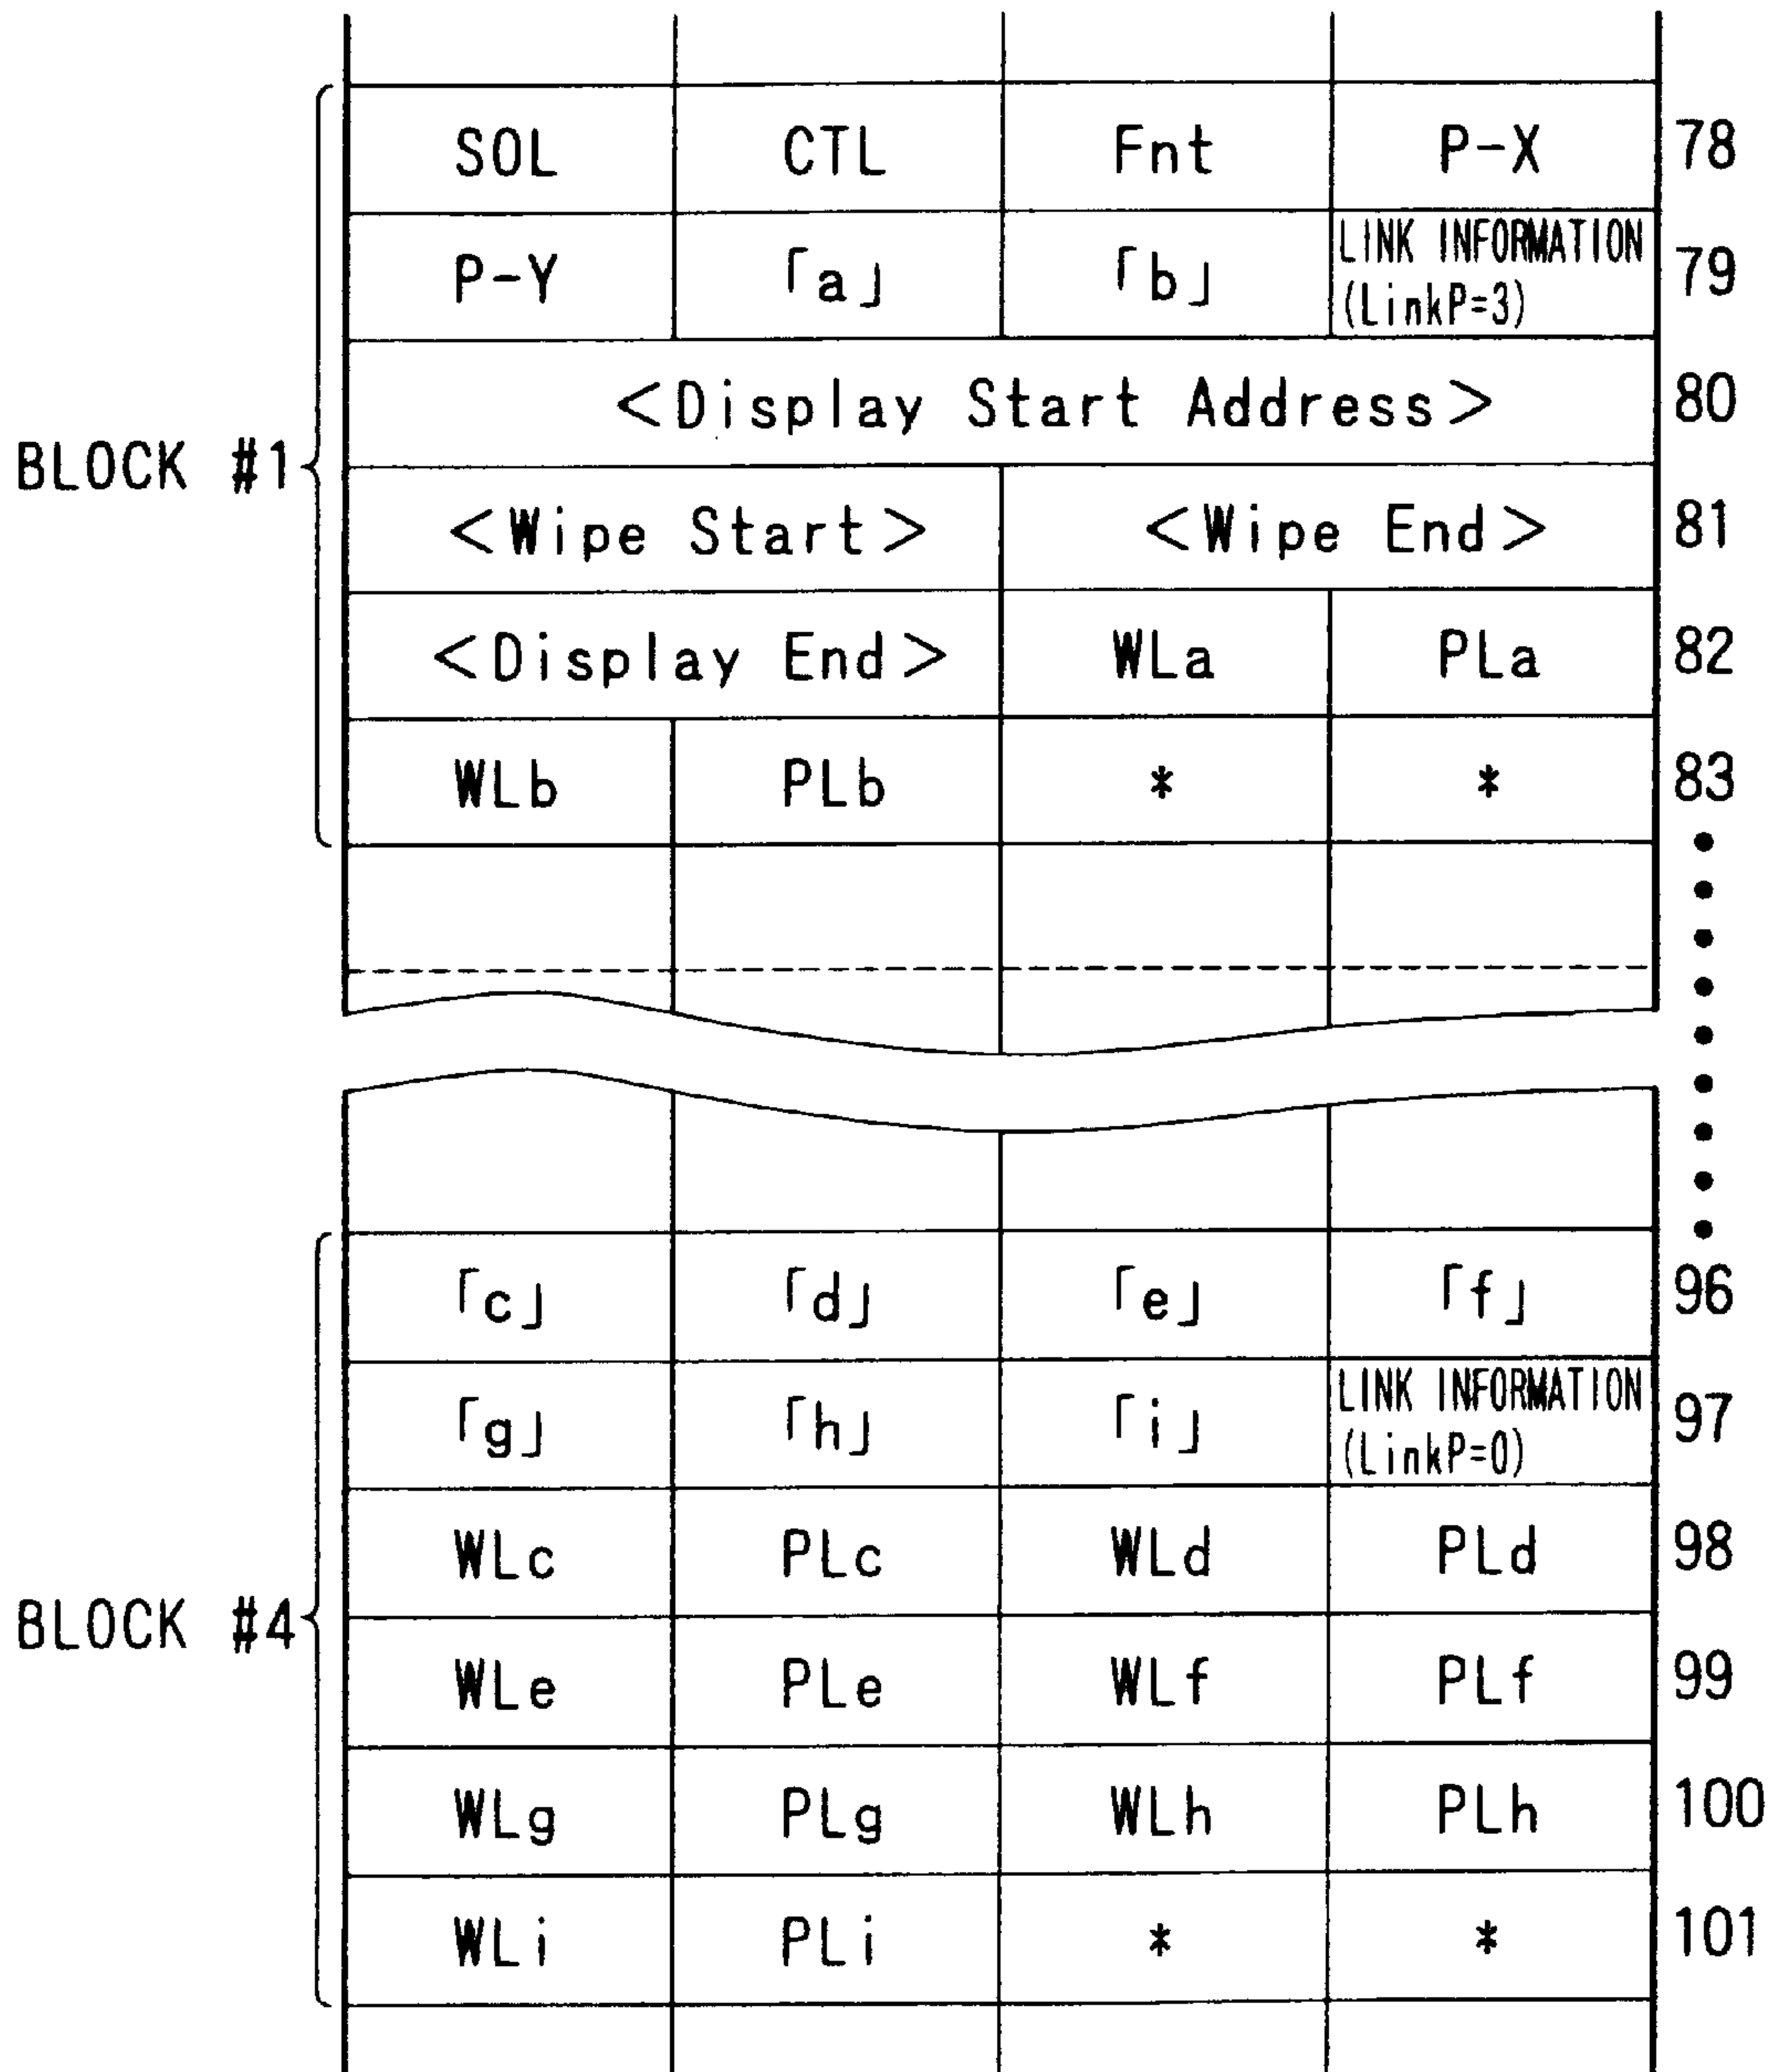 SOL CTL Fnt P-X 78
P-Y 「a」 「b」 LINK INFORMATION (LinkP=3) 79
<Display Start Address> 80
BLOCK #1
<Wipe Start> <Wipe End> 81
<Display End> WLa PLa 82
WLb PLb * * 83
「c」 「d」 「e」 「f」 96
「g」 「h」 「i」 LINK INFORMATION (LinkP=0) 97
WLc PLc WLd PLd 98
BLOCK #4
WLe PLe WLf PLf 99
WLg PLg WLh PLh 100
WLi PLi * * 101